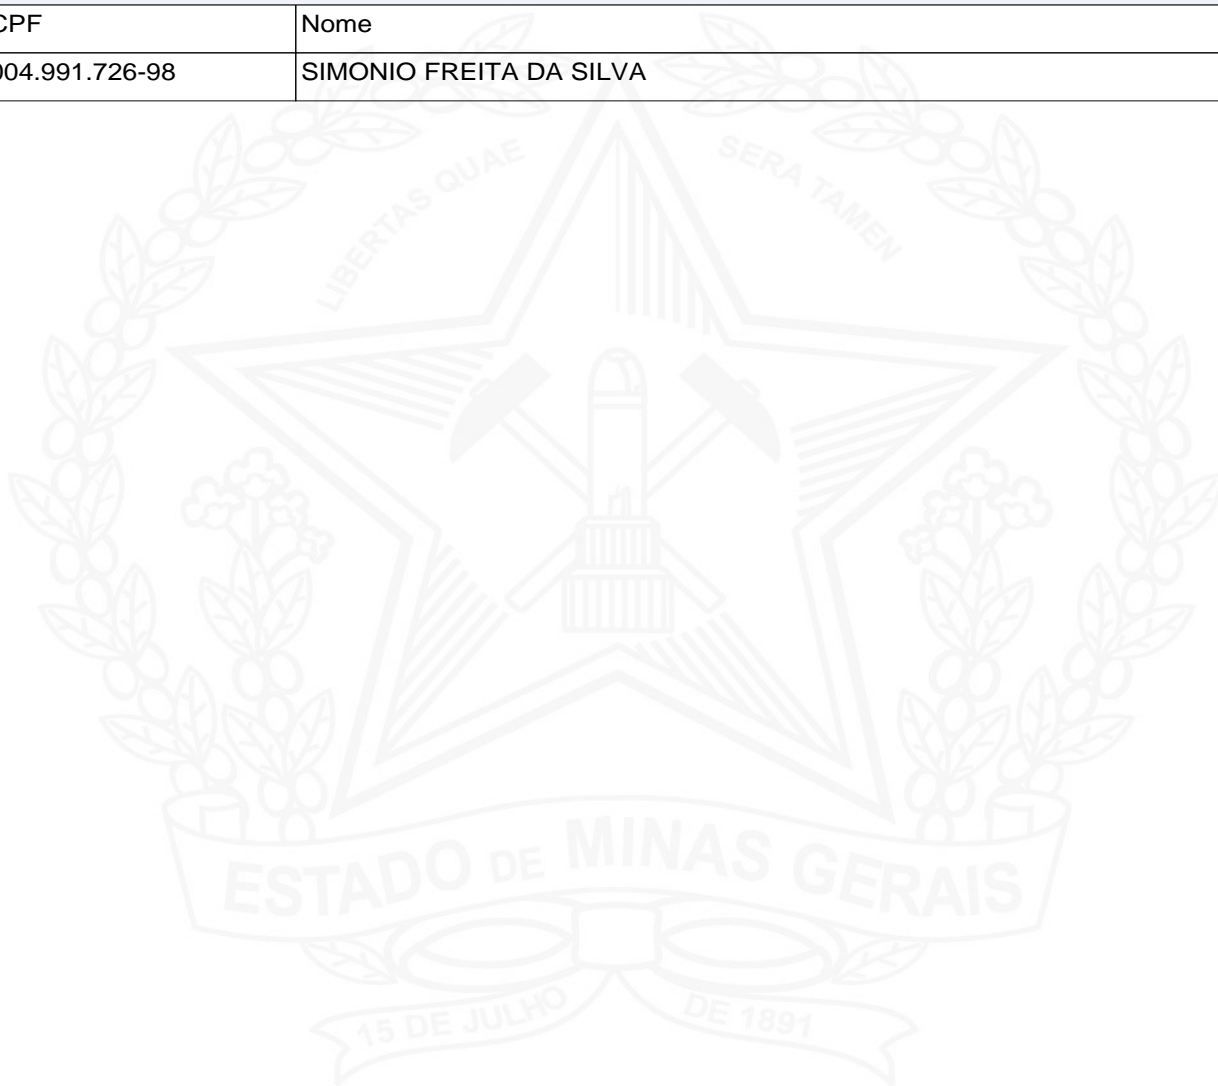 CPF Nome
004.991.726-98 SIMONIO FREITA DA SILVA
LIBERTAS QUAE SERA TAMEN
ESTADO DE MINAS GERAIS
15 DE JULHO DE 1891